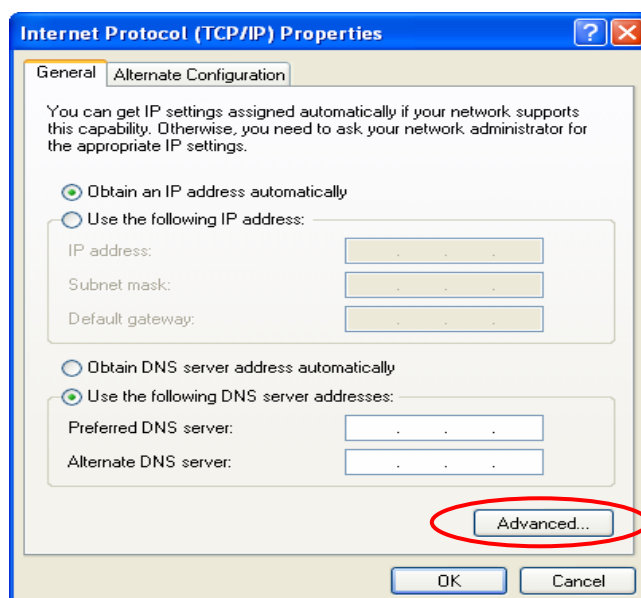 Internet Protocol (TCP/IP) Properties
General
Alternate Configuration
You can get IP settings assigned automatically if your network supports
this capability. Otherwise, you need to ask your network administrator for
the appropriate IP settings.
Obtain an IP address automatically
Use the following IP address:
IP address:
Subnet mask:
Default gateway:
Obtain DNS server address automatically
Use the following DNS server addresses:
Preferred DNS server:
Alternate DNS server:
Advanced...
OK
Cancel